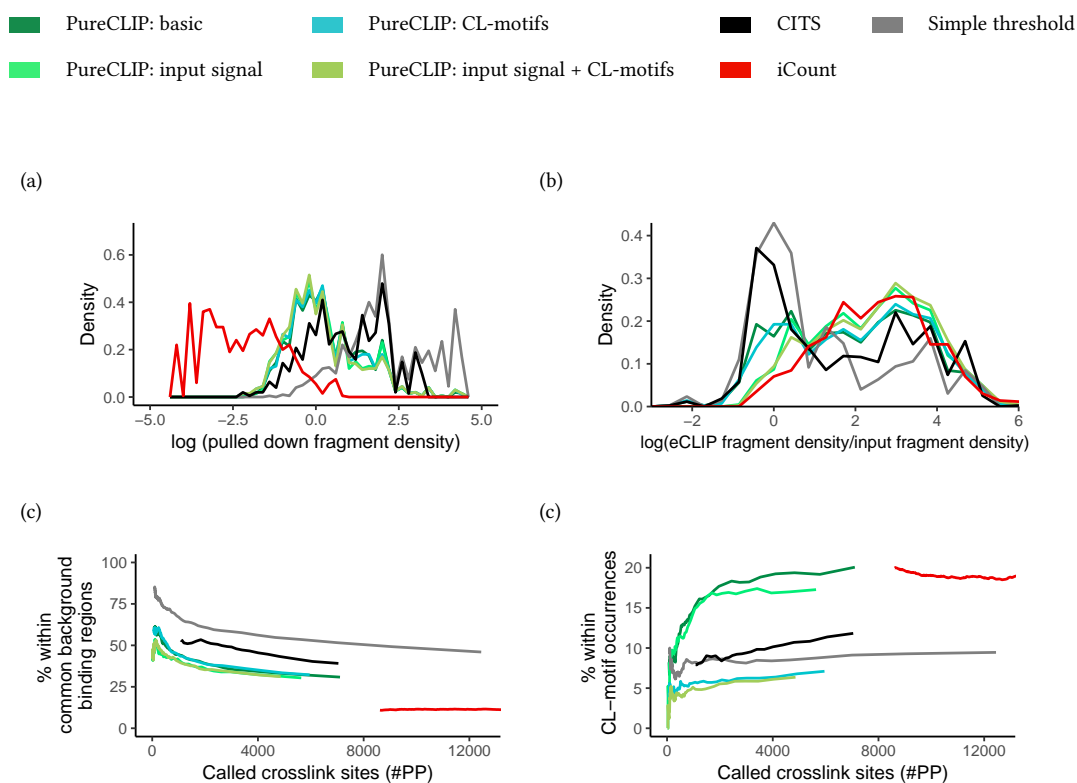 PureCLIP: basic
PureCLIP: CL-motifs
CITS
Simple threshold
PureCLIP: input signal
PureCLIP: input signal + CL-motifs
iCount
(a)
(b)
Density
0.6
0.4
0.2
0.0
−5.0 −2.5 0.0 2.5 5.0
log (pulled down fragment density)
Density
0.4
0.3
0.2
0.1
0.0
−2 0 2 4 6
log(eCLIP fragment density/input fragment density)
(c)
(c)
% within
common background
binding regions
100
75
50
25
0
0 4000 8000 12000
Called crosslink sites (#PP)
% within
CL−motif occurrences
20
15
10
5
0
0 4000 8000 12000
Called crosslink sites (#PP)